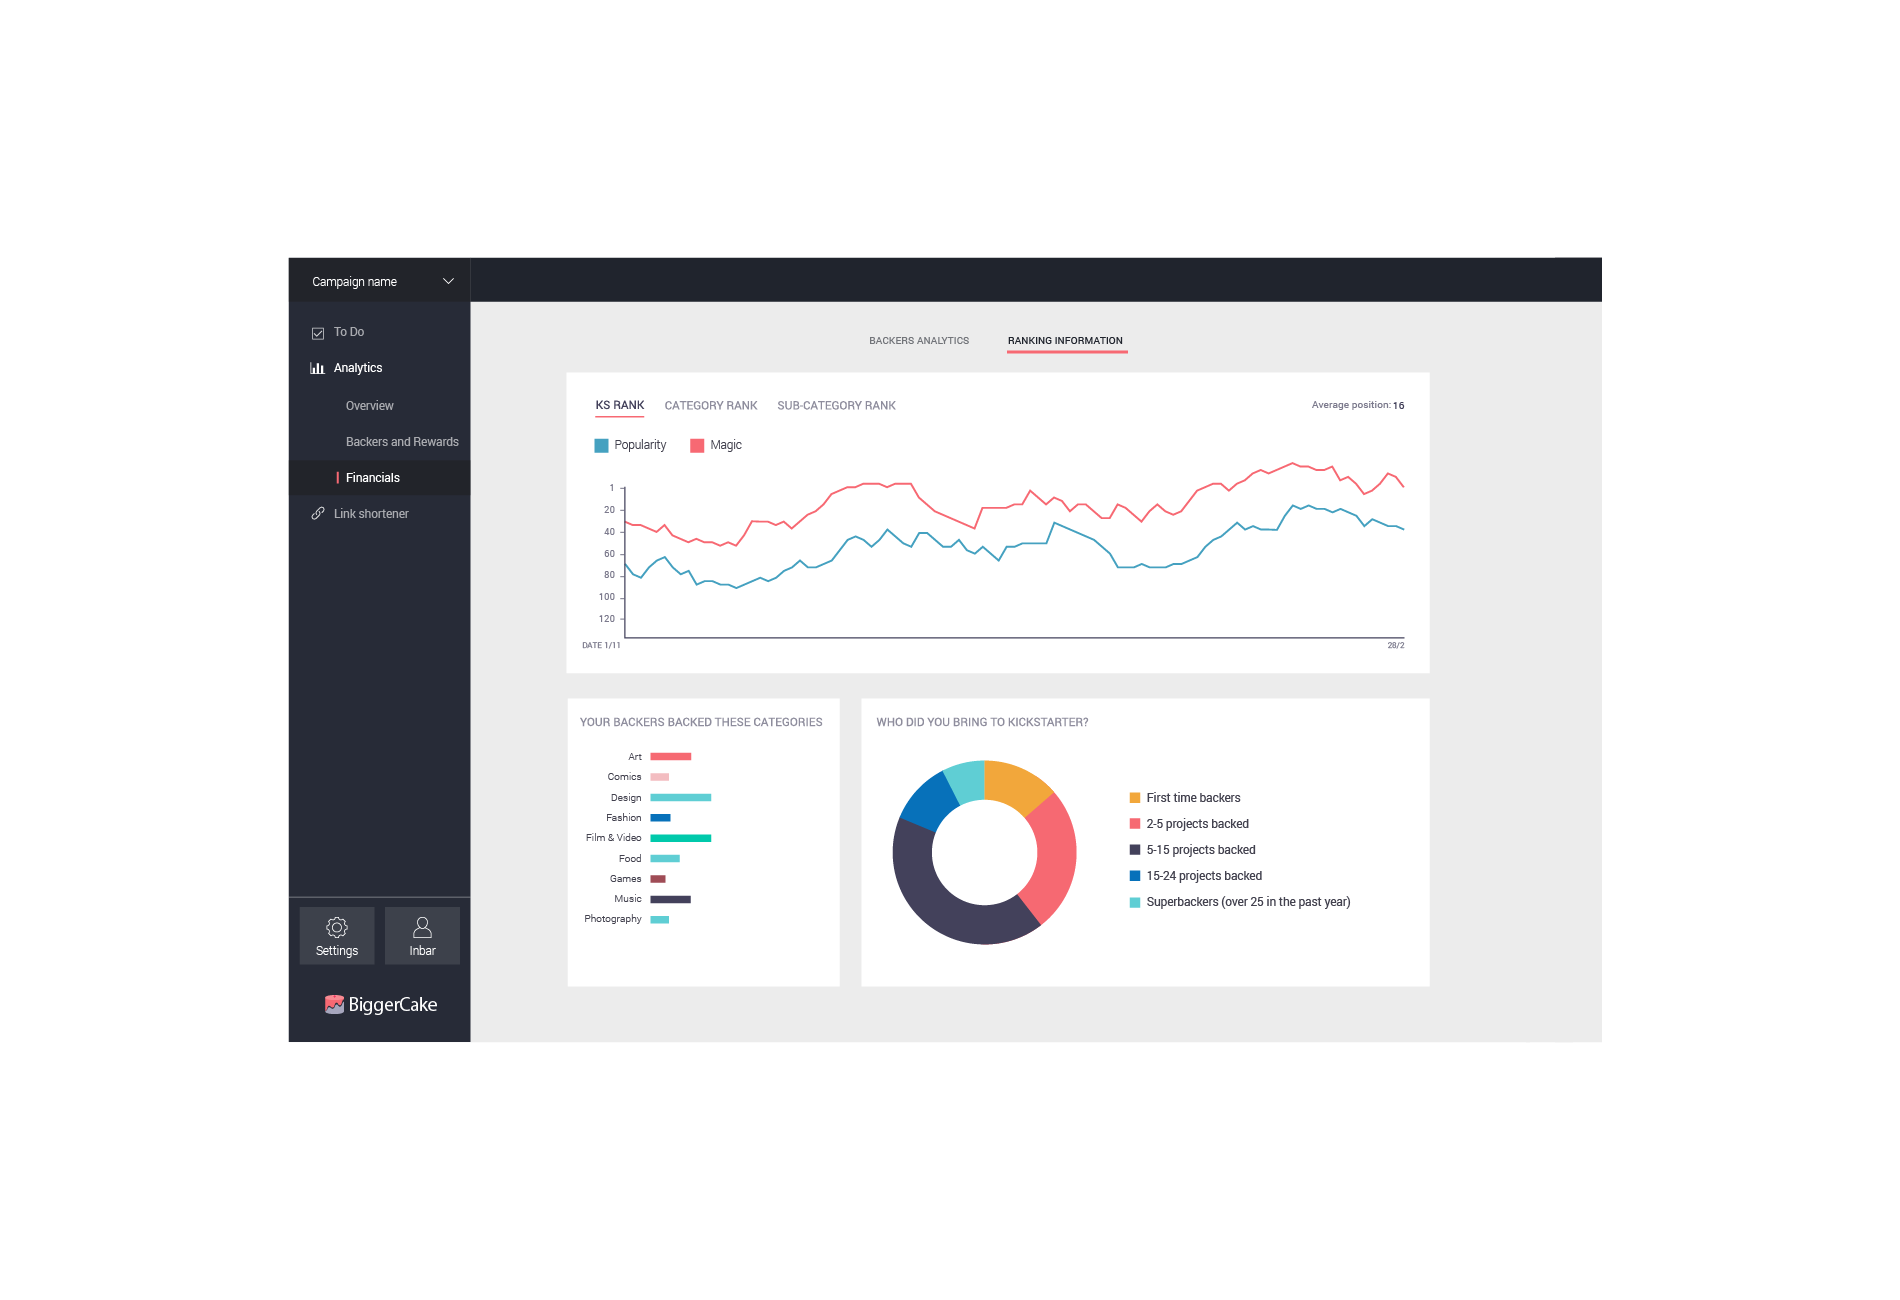 Campaign name
To Do
Analytics
Overview
Backers and Rewards
Financials
Link shortener
Settings
Inbar
BiggerCake
BACKERS ANALYTICS
RANKING INFORMATION
KS RANK
CATEGORY RANK
SUB-CATEGORY RANK
Average position: 16
Popularity
Magic
1
20
40
60
80
100
120
DATE 1/11
28/2
YOUR BACKERS BACKED THESE CATEGORIES
Art
Comics
Design
Fashion
Film & Video
Food
Games
Music
Photography
WHO DID YOU BRING TO KICKSTARTER?
First time backers
2-5 projects backed
5-15 projects backed
15-24 projects backed
Superbackers (over 25 in the past year)